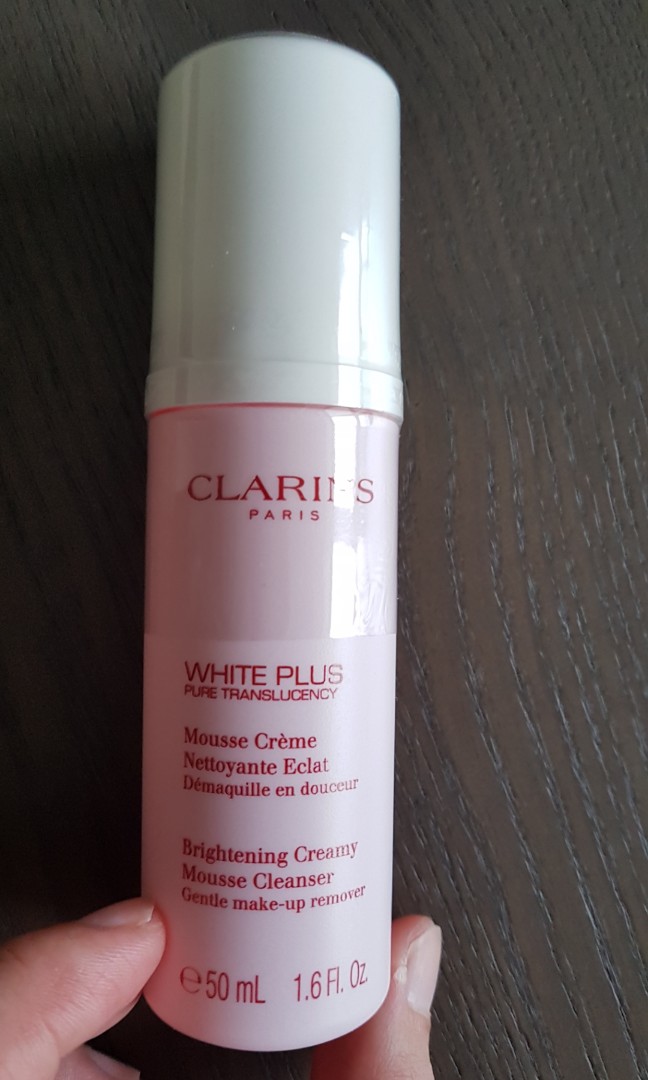 CLARINS
PARIS
WHITE PLUS
PURE TRANSLUCENCY
Mousse Crème
Nettoyante Eclat
Démaquille en douceur
Brightening Creamy
Mousse Cleanser
Gentle make-up remover
℮50 mL 1.6 Fl. Oz.